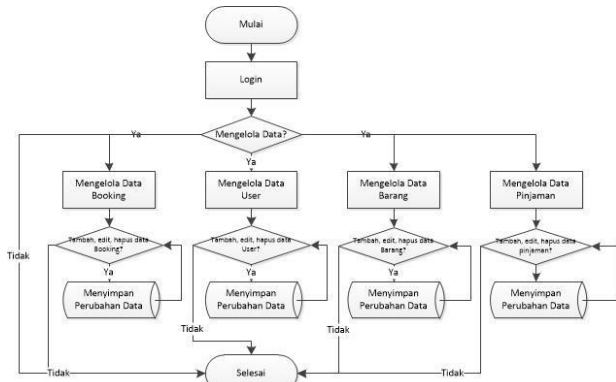 Mulai
Login
Mengelola Data?
Ya
Ya
Ya
Mengelola Data
Booking
Mengelola Data
User
Mengelola Data
Barang
Mengelola Data
Pinjaman
Tidak
Tambah, edit, hapus data
Booking?
Tambah, edit, hapus data
User?
Tambah, edit, hapus data
Barang?
Tambah, edit, hapus data
pinjaman?
Ya
Ya
Ya
Ya
Menyimpan
Perubahan Data
Menyimpan
Perubahan Data
Menyimpan
Perubahan Data
Menyimpan
Perubahan Data
Tidak
Tidak
Tidak
Tidak
Selesai